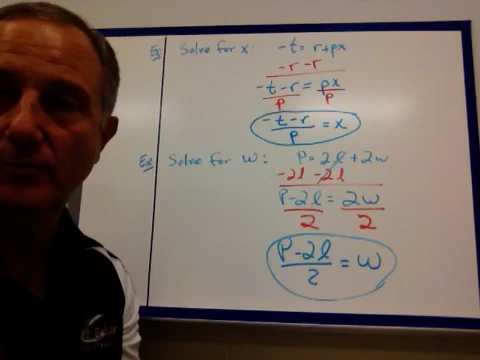 Ex Solve for x: -t = r + px
-r -r
-t-r = px
p p
-t-r / p = x
Ex Solve for w: P = 2l + 2w
-2l -2l
P-2l = 2w
2 2
P-2l / 2 = w